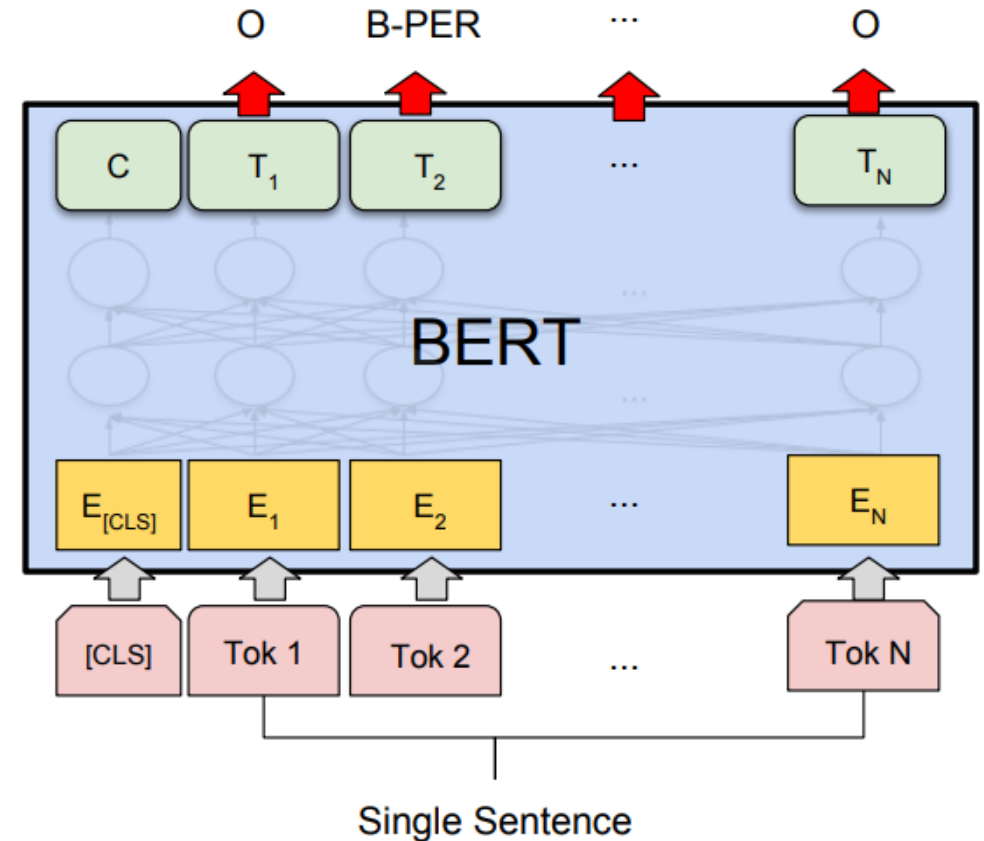 O B-PER ... O
C T1 T2 ... TN
...
BERT
...
E[CLS] E1 E2 ... EN
[CLS] Tok 1 Tok 2 ... Tok N
Single Sentence